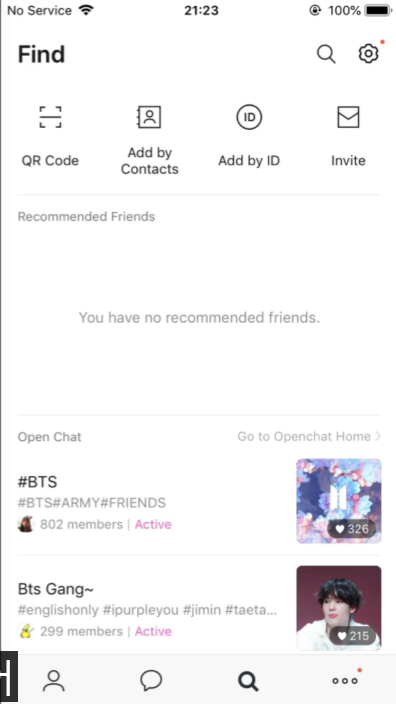 No Service 21:23 100%
Find
ID
QR Code
Add by
Contacts
Add by ID
Invite
Recommended Friends
You have no recommended friends.
Open Chat
Go to Openchat Home >
#BTS
#BTS#ARMY#FRIENDS
802 members | Active
326
Bts Gang~
#englishonly #ipurpleyou #jimin #taeta...
299 members | Active
215